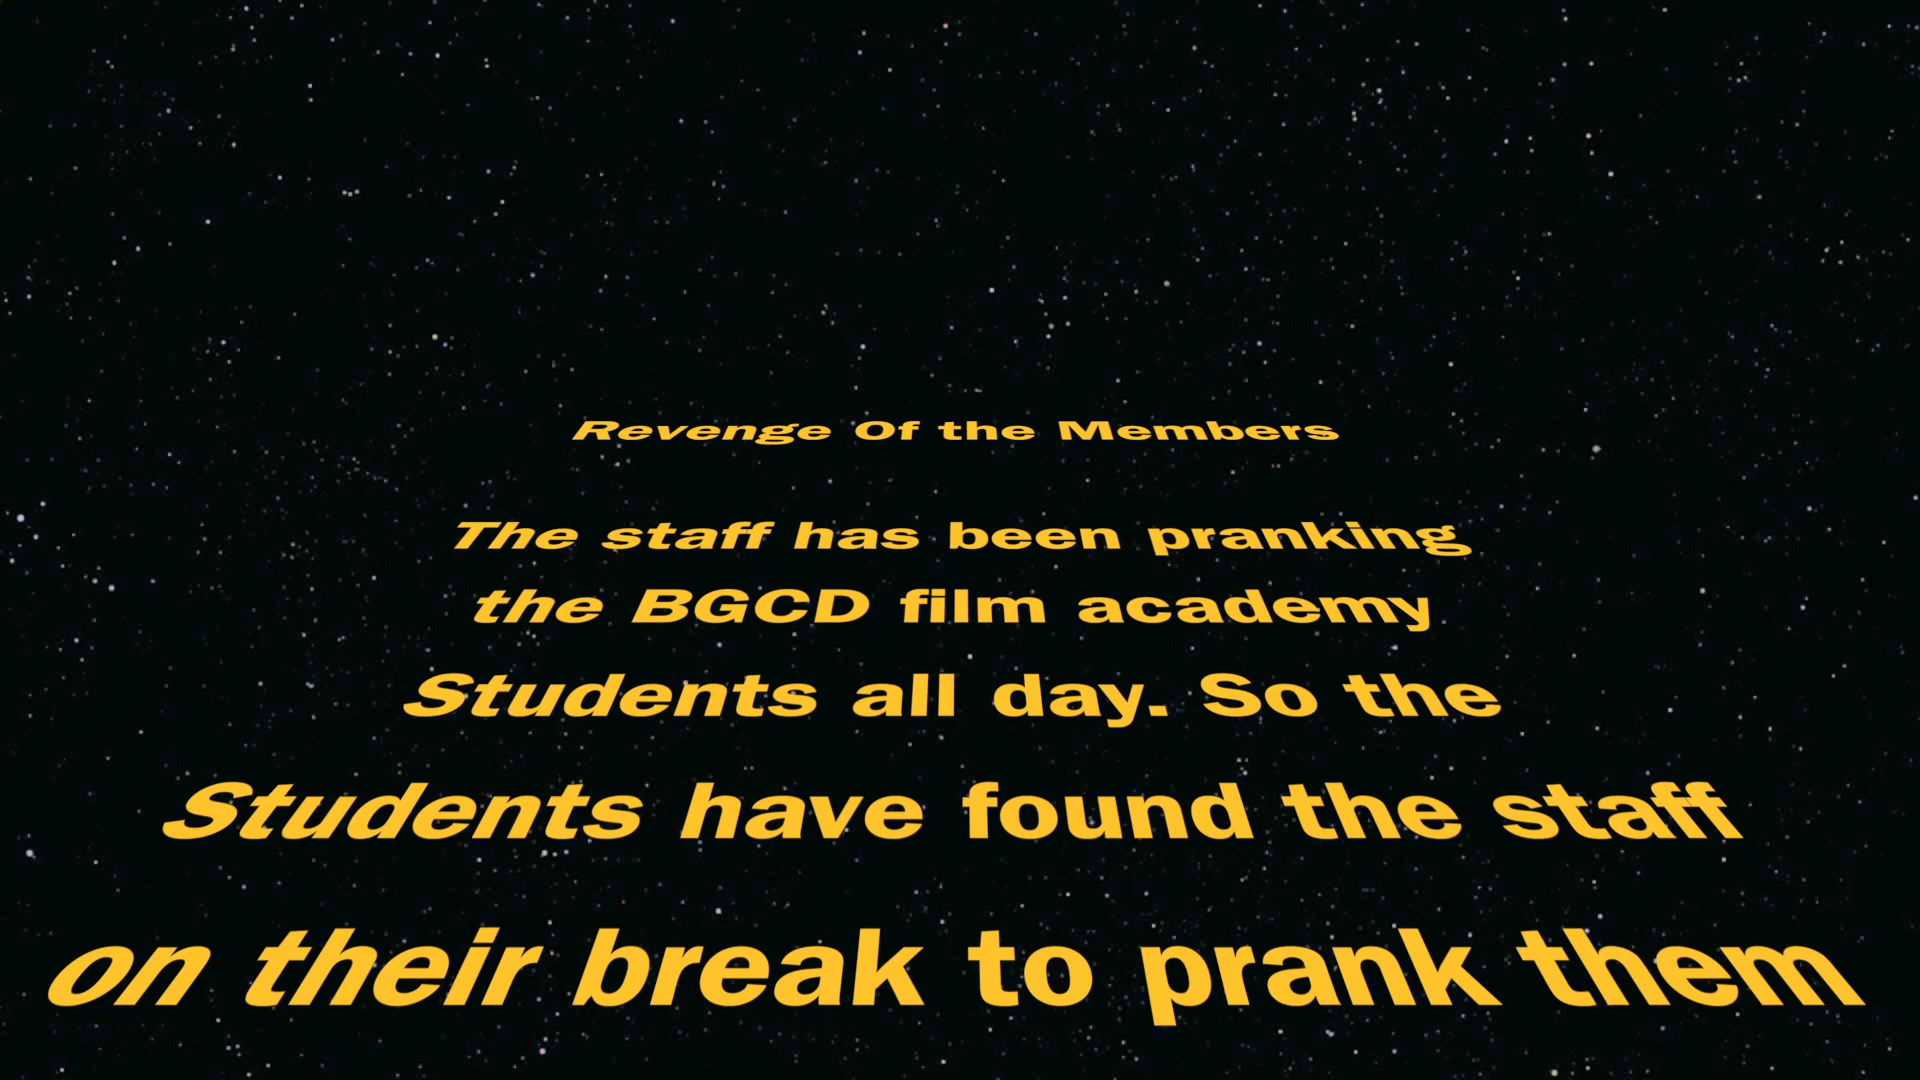 Revenge Of the Members
The staff has been pranking
the BGCD film academy
Students all day. So the
Students have found the staff
on their break to prank them